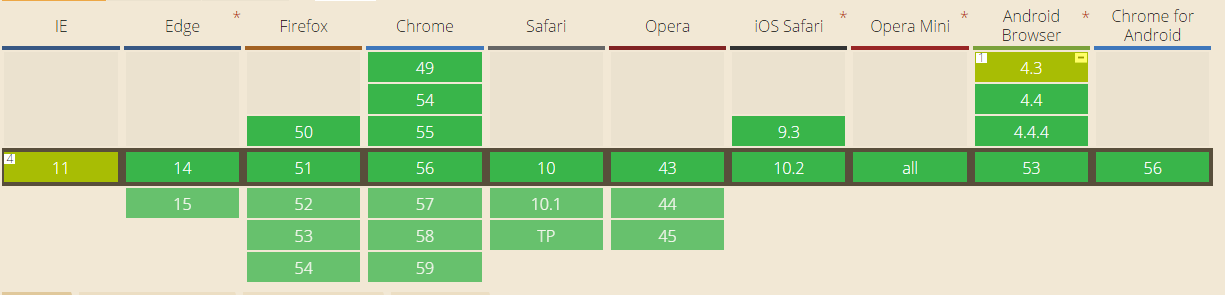 IE Edge * Firefox Chrome Safari Opera iOS Safari * Opera Mini * Android Browser * Chrome for Android
49 1 4.3 -
54 4.4
50 55 9.3 4.4.4
4 11 14 51 56 10 43 10.2 all 53 56
15 52 57 10.1 44
53 58 TP 45
54 59